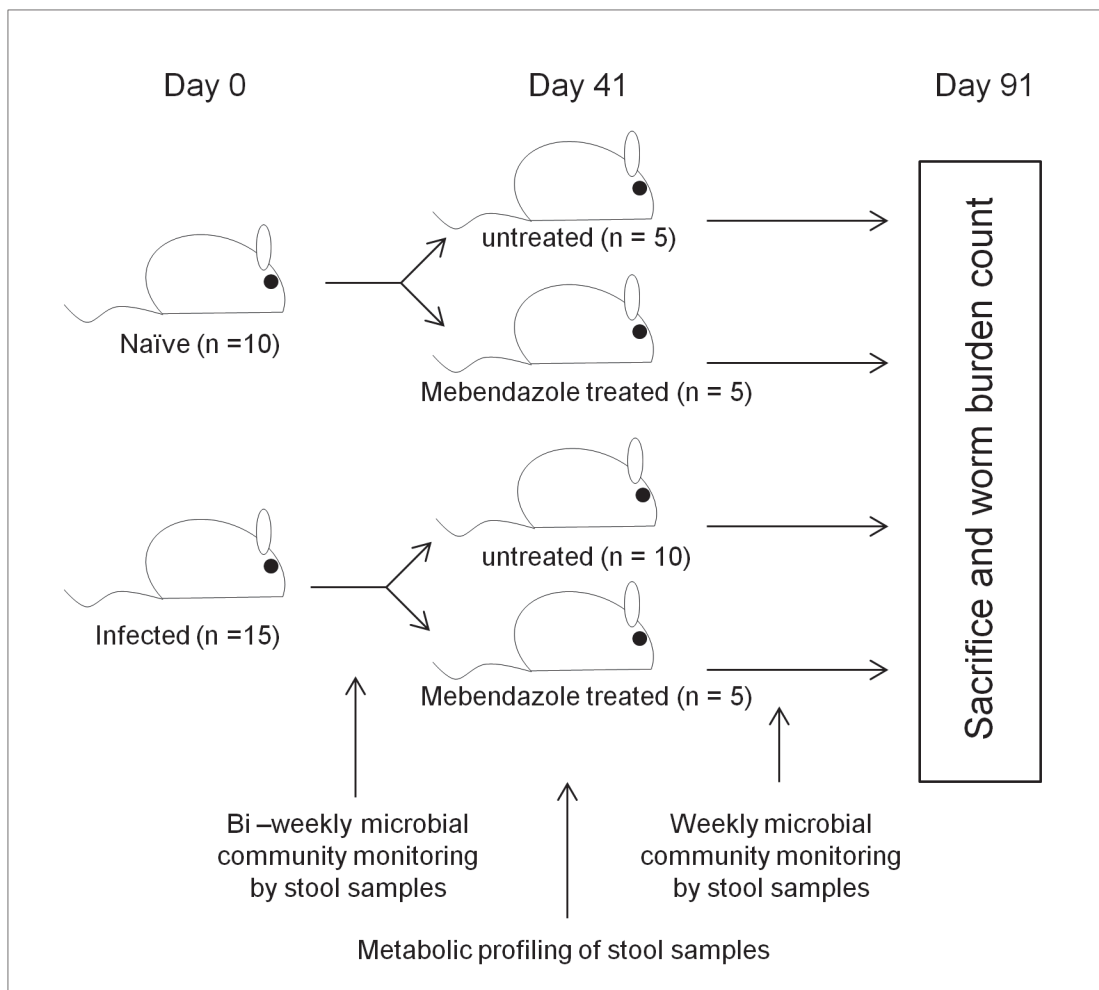 Day 0
Day 41
Day 91
untreated (n = 5)
Naïve (n =10)
Mebendazole treated (n = 5)
untreated (n = 10)
Infected (n =15)
Mebendazole treated (n = 5)
Sacrifice and worm burden count
Bi –weekly microbial
community monitoring
by stool samples
Weekly microbial
community monitoring
by stool samples
Metabolic profiling of stool samples